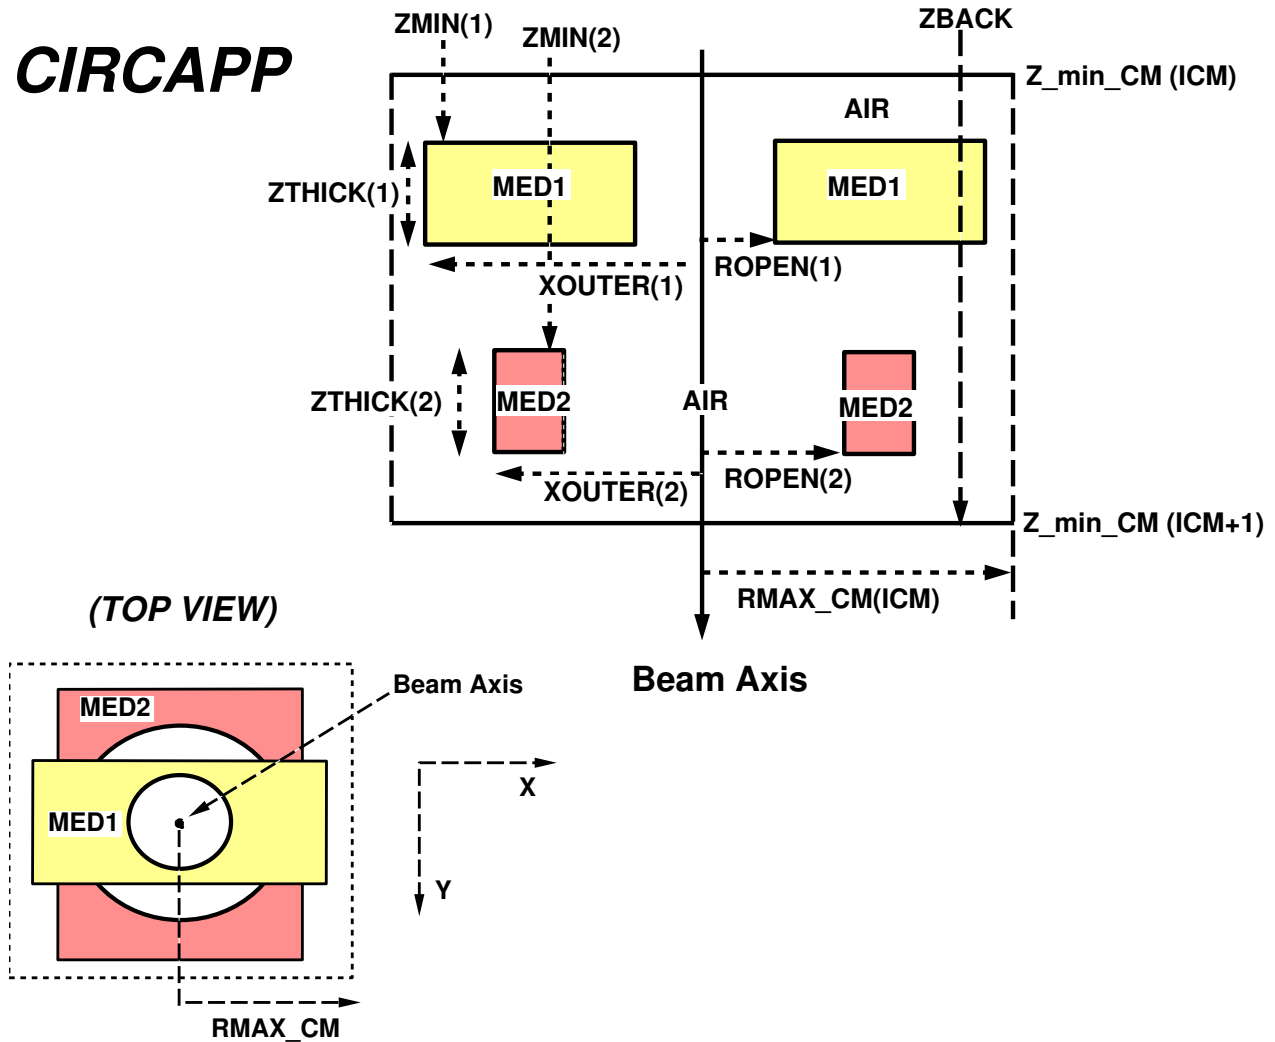 CIRCAPP
ZMIN(1)
ZMIN(2)
ZBACK
Z_min_CM (ICM)
AIR
MED1
MED1
ZTHICK(1)
ROPEN(1)
XOUTER(1)
ZTHICK(2)
MED2
AIR
MED2
ROPEN(2)
XOUTER(2)
Z_min_CM (ICM+1)
RMAX_CM(ICM)
Beam Axis
(TOP VIEW)
Beam Axis
MED2
MED1
X
Y
RMAX_CM